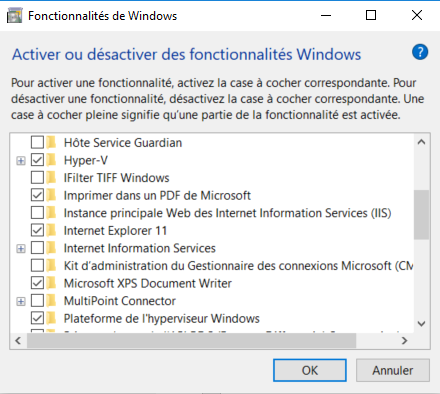 Fonctionnalités de Windows
Activer ou désactiver des fonctionnalités Windows
Pour activer une fonctionnalité, activez la case à cocher correspondante. Pour
désactiver une fonctionnalité, désactivez la case à cocher correspondante. Une
case à cocher pleine signifie qu'une partie de la fonctionnalité est activée.
Hôte Service Guardian
Hyper-V
IFilter TIFF Windows
Imprimer dans un PDF de Microsoft
Instance principale Web des Internet Information Services (IIS)
Internet Explorer 11
Internet Information Services
Kit d'administration du Gestionnaire des connexions Microsoft (CM
Microsoft XPS Document Writer
MultiPoint Connector
Plateforme de l'hyperviseur Windows
OK
Annuler